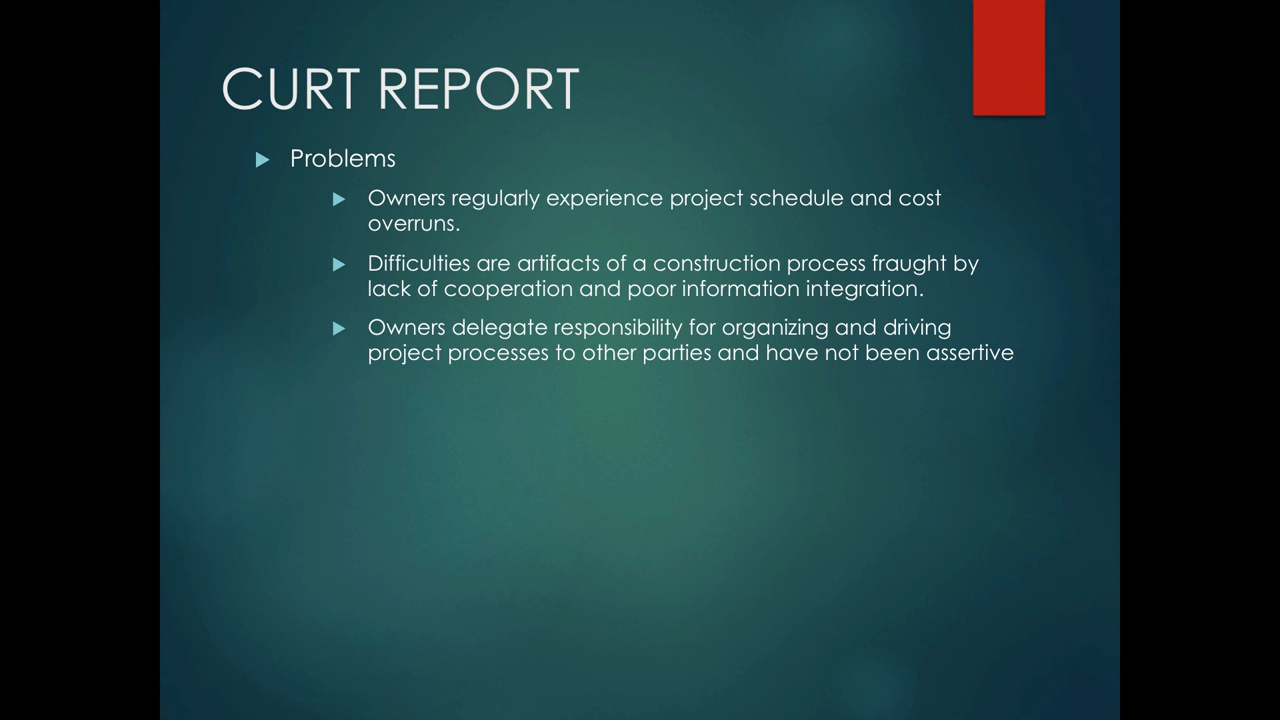 CURT REPORT
Problems
Owners regularly experience project schedule and cost
overruns.
Difficulties are artifacts of a construction process fraught by
lack of cooperation and poor information integration.
Owners delegate responsibility for organizing and driving
project processes to other parties and have not been assertive